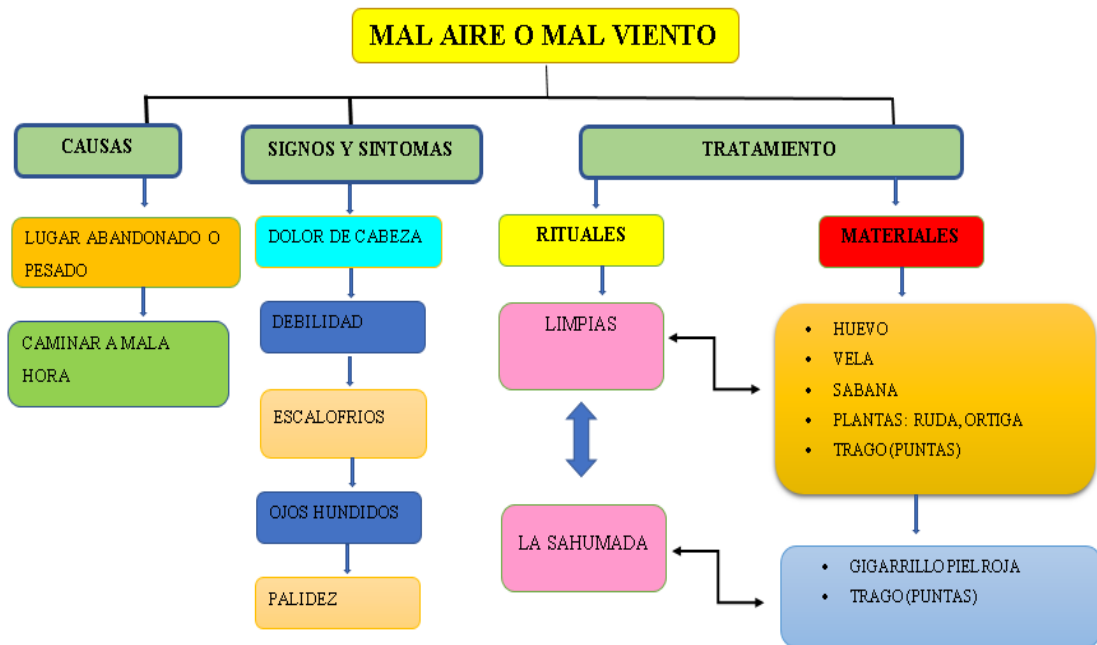 MAL AIRE O MAL VIENTO
CAUSAS
SIGNOS Y SINTOMAS
TRATAMIENTO
LUGAR ABANDONADO O
PESADO
CAMINAR A MALA
HORA
DOLOR DE CABEZA
DEBILIDAD
ESCALOFRIOS
OJOS HUNDIDOS
PALIDEZ
RITUALES
LIMPIAS
LA SAHUMADA
MATERIALES
• HUEVO
• VELA
• SABANA
• PLANTAS: RUDA, ORTIGA
• TRAGO (PUNTAS)
• GIGARRILLO PIEL ROJA
• TRAGO (PUNTAS)